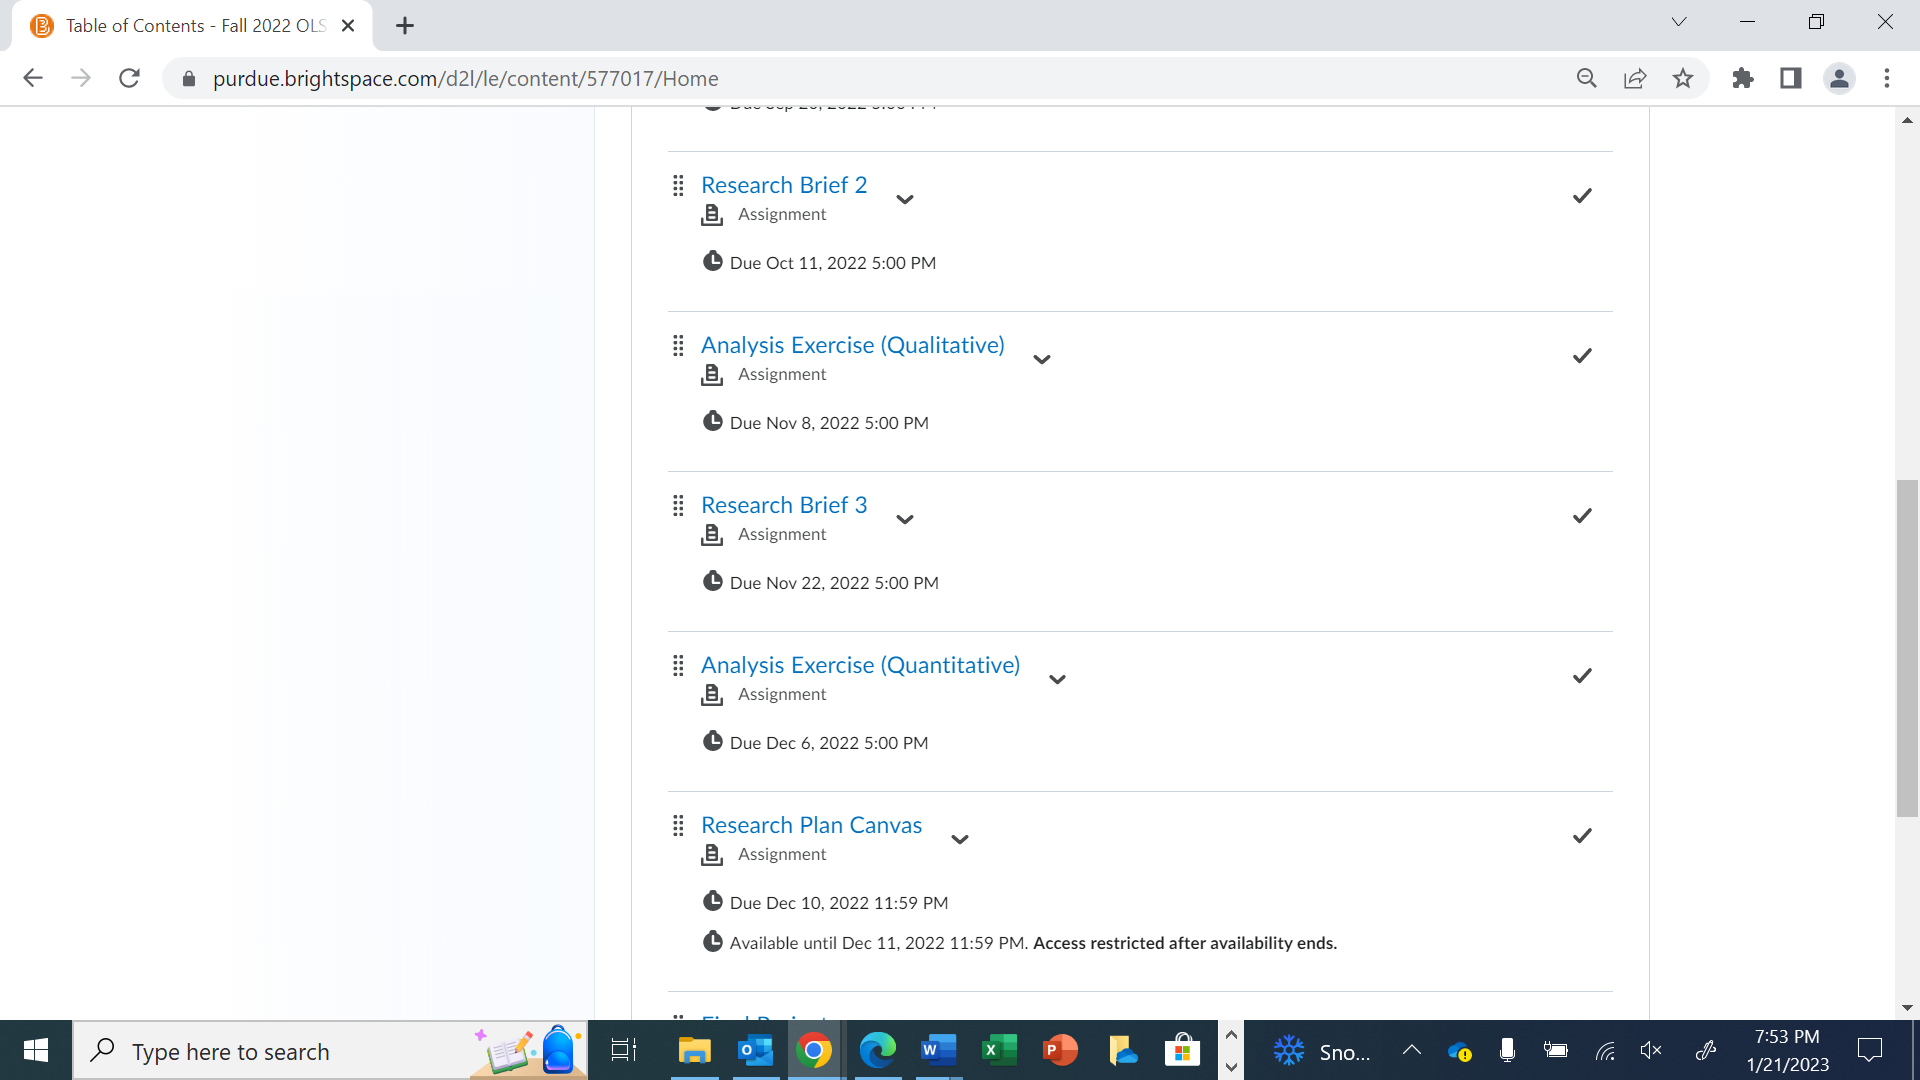 Table of Contents - Fall 2022 OLS
purdue.brightspace.com/d2l/le/content/577017/Home
Research Brief 2
Assignment
Due Oct 11, 2022 5:00 PM
Analysis Exercise (Qualitative)
Assignment
Due Nov 8, 2022 5:00 PM
Research Brief 3
Assignment
Due Nov 22, 2022 5:00 PM
Analysis Exercise (Quantitative)
Assignment
Due Dec 6, 2022 5:00 PM
Research Plan Canvas
Assignment
Due Dec 10, 2022 11:59 PM
Available until Dec 11, 2022 11:59 PM. Access restricted after availability ends.
Type here to search
Sno...
7:53 PM
1/21/2023